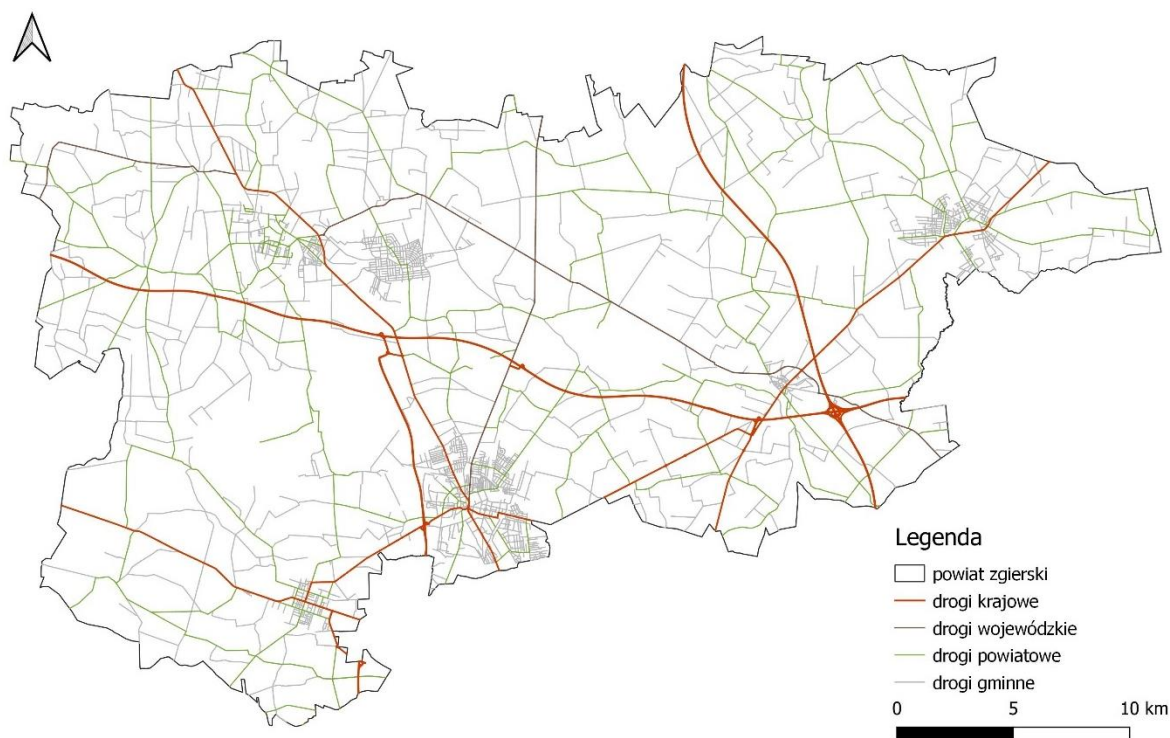 Legenda
powiat zgierski
drogi krajowe
drogi wojewódzkie
drogi powiatowe
drogi gminne
0 5 10 km